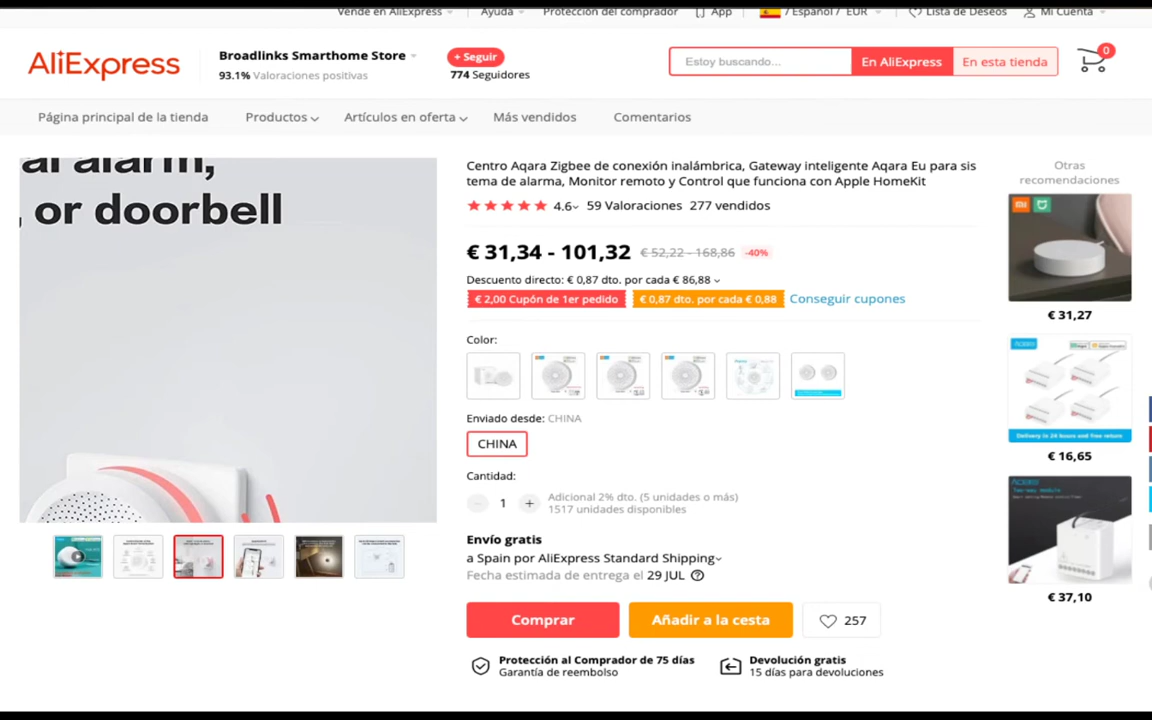 Vende en AliExpress
Ayuda
Protección del comprador
App
/ Español / EUR
Lista de Deseos
Mi Cuenta
AliExpress
Broadlinks Smarthome Store
93.1% Valoraciones positivas
+ Seguir
774 Seguidores
Estoy buscando...
En AliExpress
En esta tienda
0
Página principal de la tienda
Productos
Artículos en oferta
Más vendidos
Comentarios
al alarm,
, or doorbell
Centro Aqara Zigbee de conexión inalámbrica, Gateway inteligente Aqara Eu para sis
tema de alarma, Monitor remoto y Control que funciona con Apple HomeKit
4.6
59 Valoraciones
277 vendidos
€ 31,34 - 101,32
€ 52,22 - 168,86
-40%
Descuento directo: € 0,87 dto. por cada € 86,88
€ 2,00 Cupón de 1er pedido
€ 0,87 dto. por cada € 0,88
Conseguir cupones
Color:
Enviado desde: CHINA
CHINA
Cantidad:
1
+
Adicional 2% dto. (5 unidades o más)
1517 unidades disponibles
Envío gratis
a Spain por AliExpress Standard Shipping
Fecha estimada de entrega el 29 JUL
Comprar
Añadir a la cesta
257
Protección al Comprador de 75 días
Garantía de reembolso
Devolución gratis
15 días para devoluciones
Otras
recomendaciones
€ 31,27
Aqara
Delivery in 24 hours and free return
€ 16,65
Aqara
Two-way module
€ 37,10